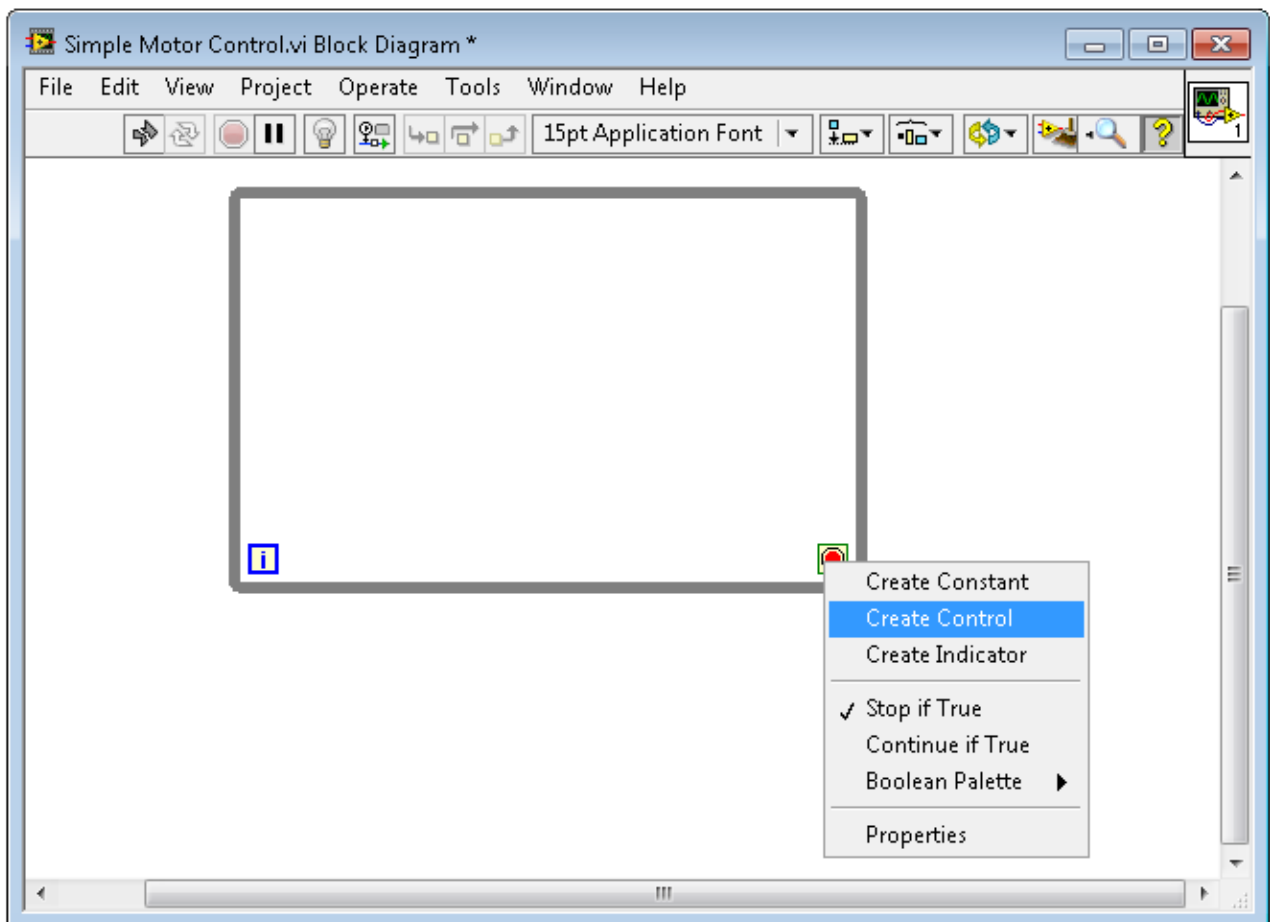 Simple Motor Control.vi Block Diagram *
File Edit View Project Operate Tools Window Help
15pt Application Font
1
i
Create Constant
Create Control
Create Indicator
Stop if True
Continue if True
Boolean Palette
Properties